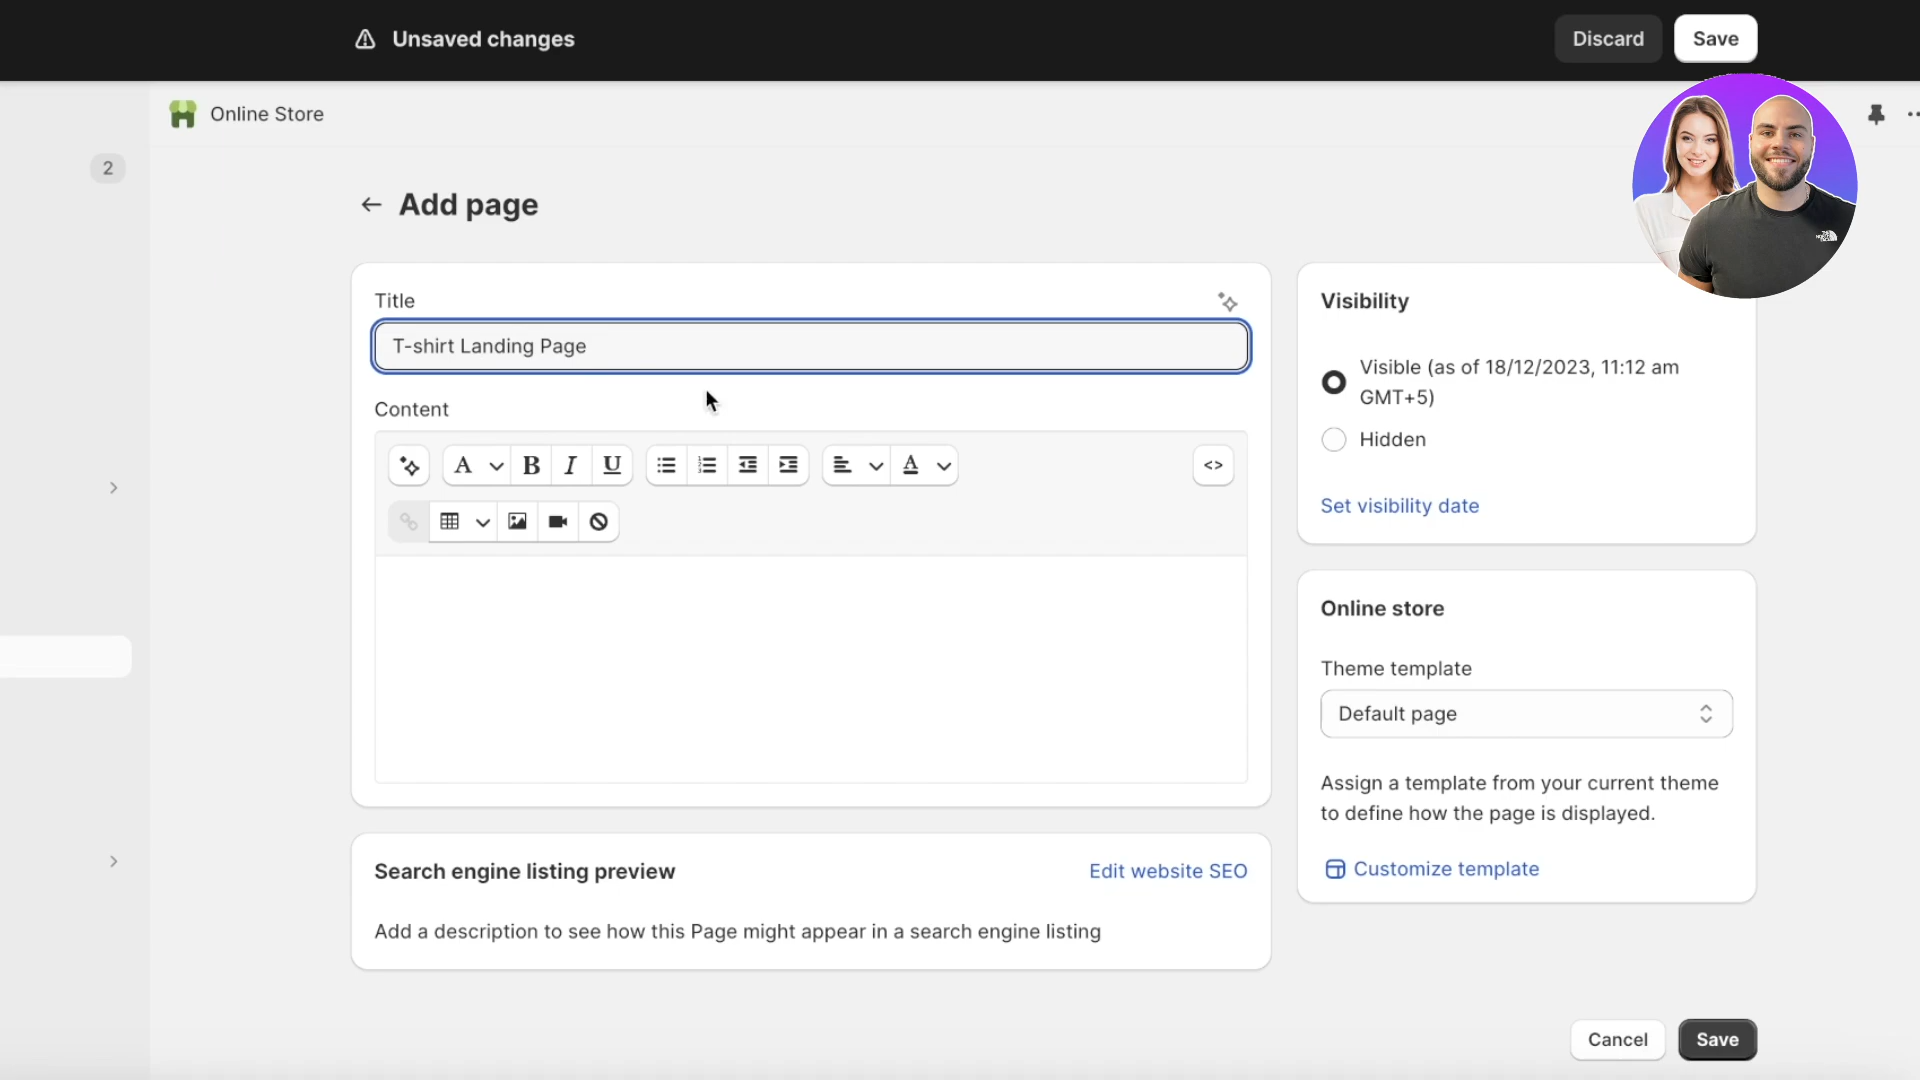 Unsaved changes
Discard
Save
Online Store
2
Add page
Title
T-shirt Landing Page
Content
A
B
I
U
A
<>
Visibility
Visible (as of 18/12/2023, 11:12 am
GMT+5)
Hidden
Set visibility date
Online store
Theme template
Default page
Assign a template from your current theme
to define how the page is displayed.
Customize template
Search engine listing preview
Edit website SEO
Add a description to see how this Page might appear in a search engine listing
Cancel
Save
THE
NORTH
FACE